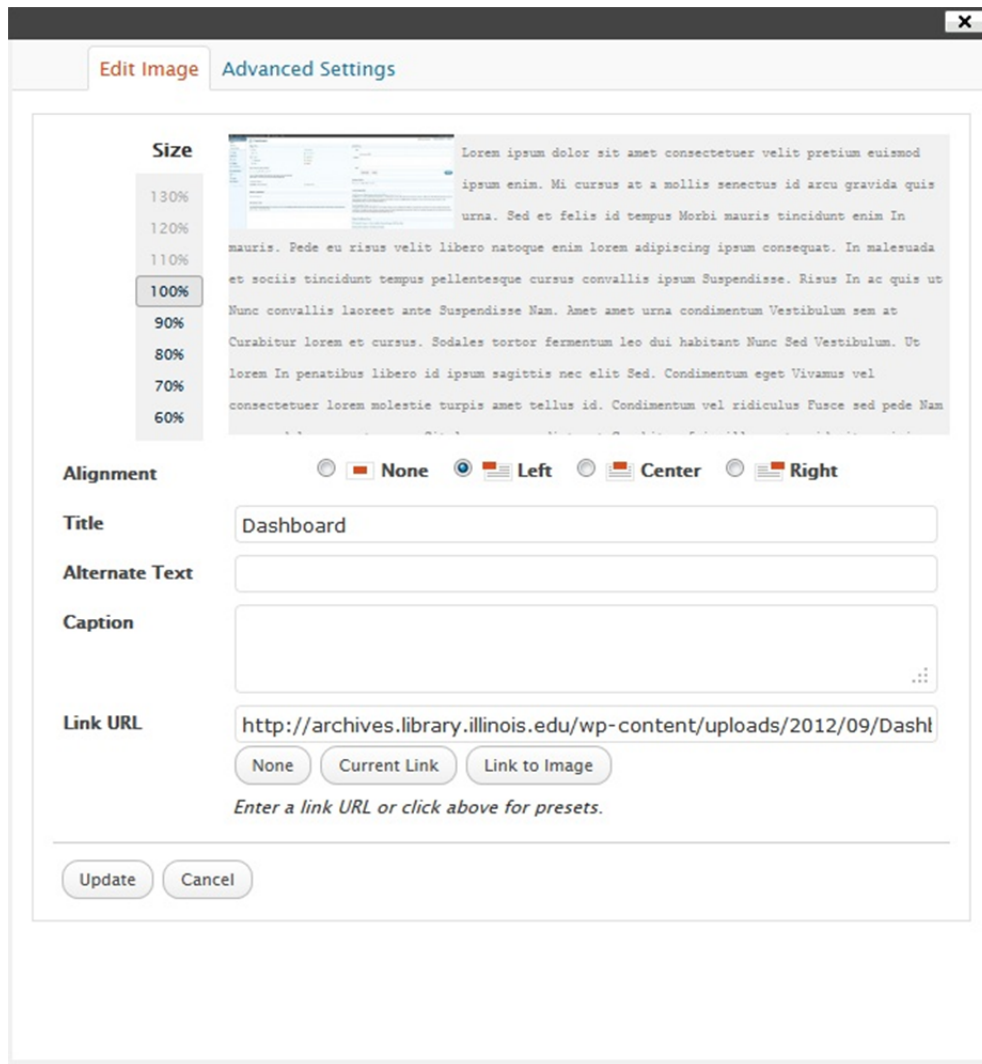 Edit Image Advanced Settings
Size
130%
120%
110%
100%
90%
80%
70%
60%
Lorem ipsum dolor sit amet consectetuer velit pretium euismod
ipsum enim. Mi cursus at a mollis senectus id arcu gravida quis
urna. Sed et felis id tempus Morbi mauris tincidunt enim In
mauris. Pede eu risus velit libero natoque enim lorem adipiscing ipsum consequat. In malesuada
et sociis tincidunt tempus pellentesque cursus convallis ipsum Suspendisse. Risus In ac quis ut
Nunc convallis laoreet ante Suspendisse Nam. Amet amet urna condimentum Vestibulum sem at
Curabitur lorem et cursus. Sodales tortor fermentum leo dui habitant Nunc Sed Vestibulum. Ut
lorem In penatibus libero id ipsum sagittis nec elit Sed. Condimentum eget Vivamus vel
consectetuer lorem molestie turpis amet tellus id. Condimentum vel ridiculus Fusce sed pede Nam
Alignment None Left Center Right
Title Dashboard
Alternate Text
Caption
Link URL http://archives.library.illinois.edu/wp-content/uploads/2012/09/Dash
None Current Link Link to Image
Enter a link URL or click above for presets.
Update Cancel